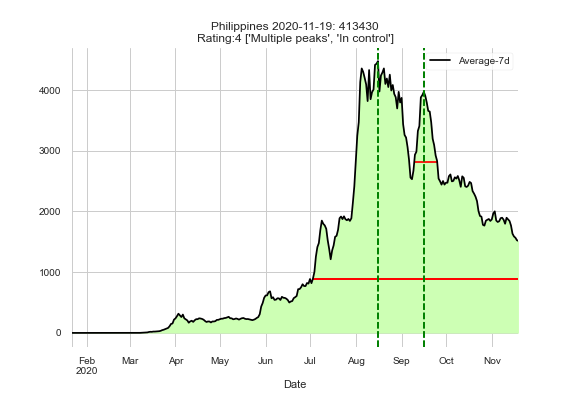 Philippines 2020-11-19: 413430
Rating:4 ['Multiple peaks', 'In control']
Average-7d
4000
3000
2000
1000
0
Feb Mar Apr May Jun Jul Aug Sep Oct Nov
2020
Date